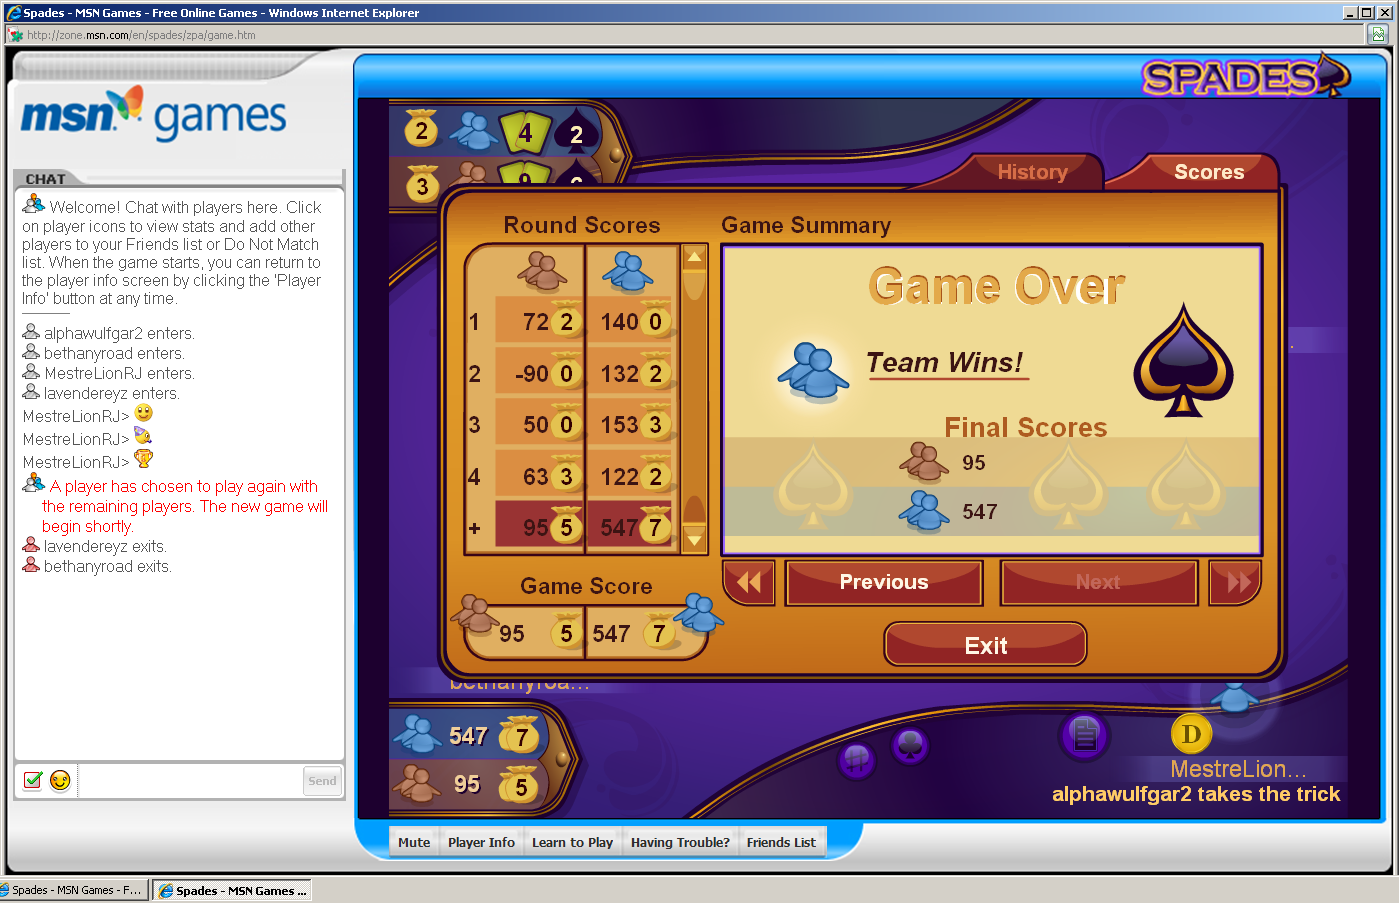 Spades - MSN Games - Free Online Games - Windows Internet Explorer
http://zone.msn.com/en/spades/zpa/game.htm
SPADES
msn games
CHAT
Welcome! Chat with players here. Click
on player icons to view stats and add other
players to your Friends list or Do Not Match
list. When the game starts, you can return to
the player info screen by clicking the 'Player
Info' button at any time.
alphawulfgar2 enters.
bethanyroad enters.
MestreLionRJ enters.
lavendereyz enters.
MestreLionRJ>
MestreLionRJ>
MestreLionRJ>
A player has chosen to play again with
the remaining players. The new game will
begin shortly.
lavendereyz exits.
bethanyroad exits.
Send
2 4 2
3
History Scores
Round Scores
1 72 2 140 0
2 -90 0 132 2
3 50 0 153 3
4 63 3 122 2
+ 95 5 547 7
Game Score
95 5 547 7
Game Summary
Game Over
Team Wins!
Final Scores
95
547
Previous Next
Exit
bethanyroa...
547 7
95 5
D
MestreLion...
alphawulfgar2 takes the trick
Mute Player Info Learn to Play Having Trouble? Friends List
Spades - MSN Games - F... Spades - MSN Games ...